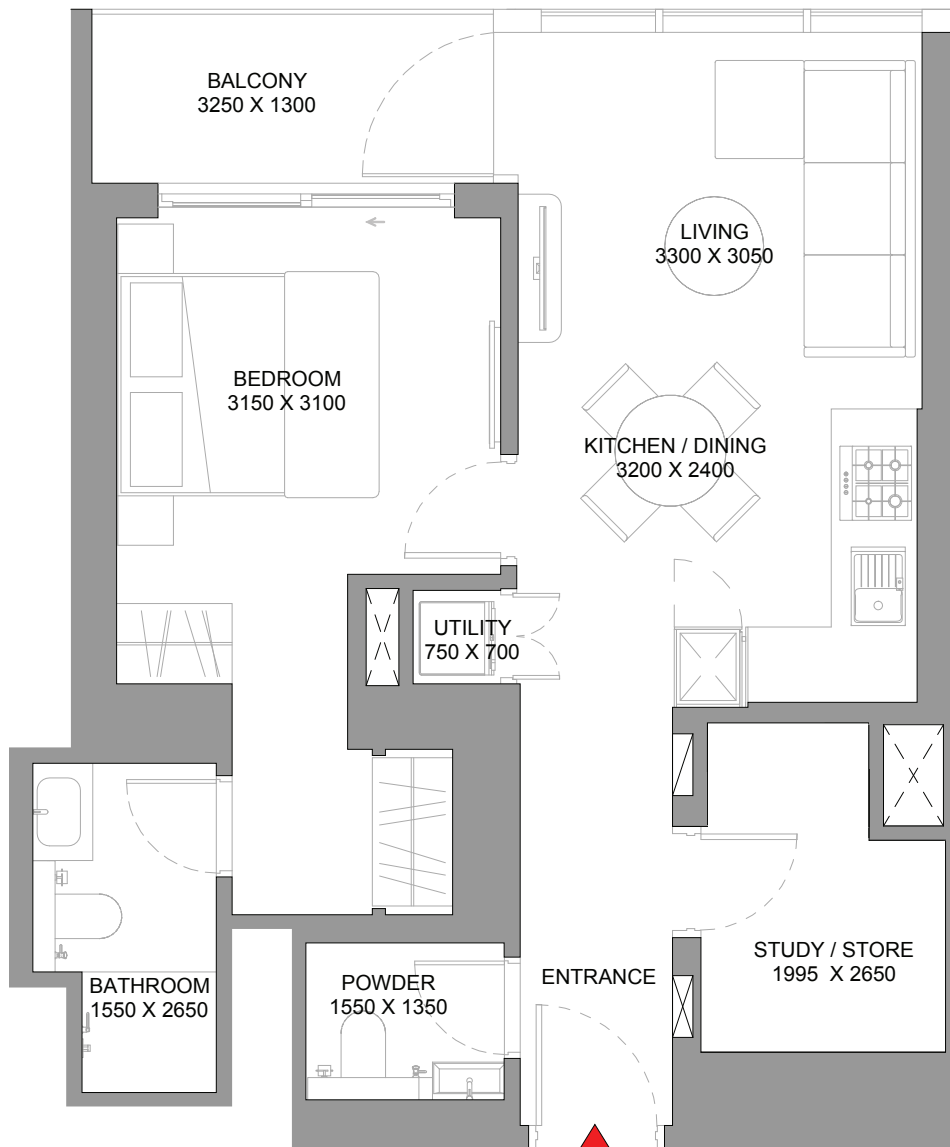 BALCONY
3250 X 1300
LIVING
3300 X 3050
BEDROOM
3150 X 3100
KITCHEN / DINING
3200 X 2400
UTILITY
750 X 700
STUDY / STORE
1995 X 2650
BATHROOM
1550 X 2650
POWDER
1550 X 1350
ENTRANCE